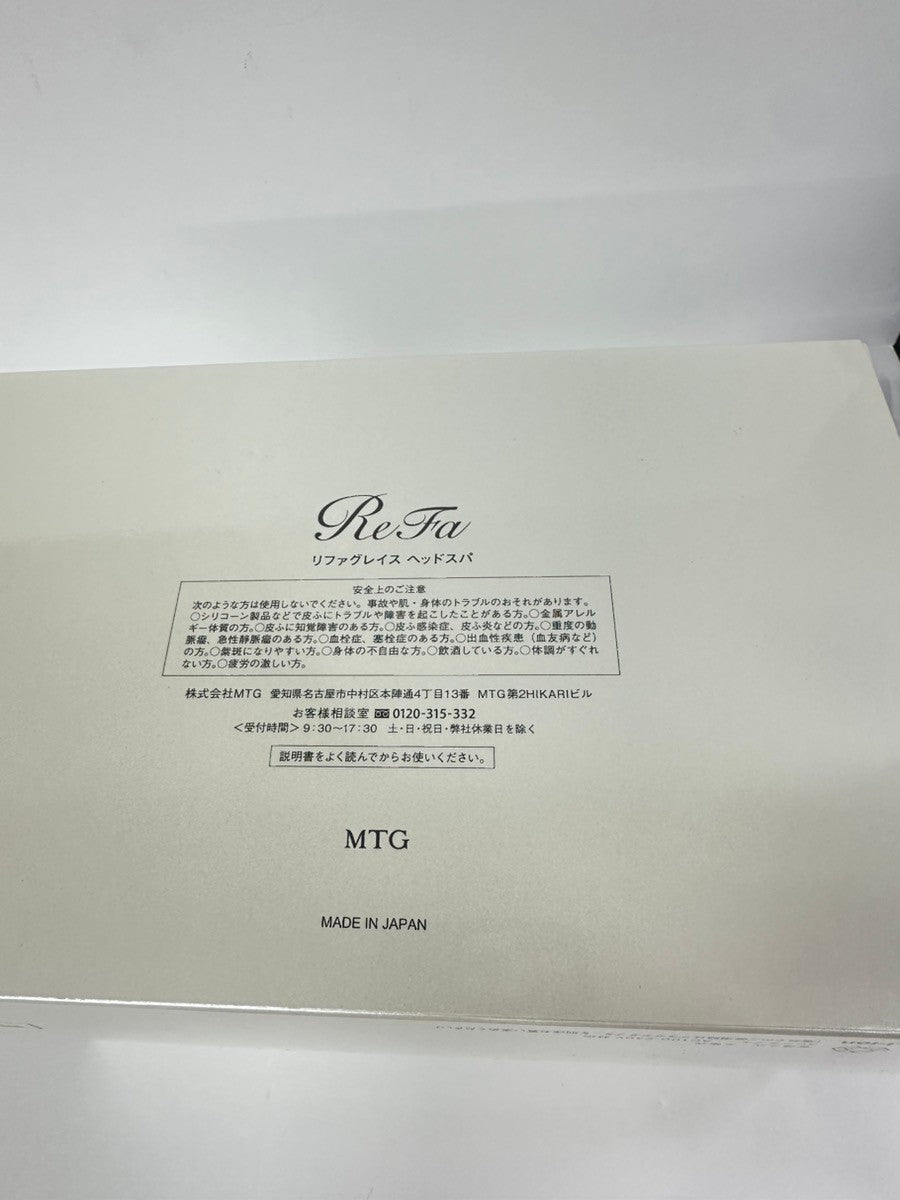 ReFa
リファグレイス ヘッドスパ
安全上のご注意
次のような方は使用しないでください。事故や肌・身体のトラブルのおそれがあります。
○シリコーン製品などで皮ふにトラブルや障害を起こしたことがある方。○金属アレル
ギー体質の方。○皮ふに知覚障害のある方。○皮ふ感染症、皮ふ炎などの方。○重度の動
脈瘤、急性静脈瘤のある方。○血栓症、塞栓症のある方。○出血性疾患（血友病など）
の方。○紫斑になりやすい方。○身体の不自由な方。○飲酒している方。○体調がすぐれ
ない方。○疲労の激しい方。
株式会社MTG 愛知県名古屋市中村区本陣通4丁目13番 MTG第2HIKARIビル
お客様相談室 0120-315-332
＜受付時間＞9:30〜17:30 土・日・祝日・弊社休業日を除く
説明書をよく読んでからお使いください。
MTG
MADE IN JAPAN